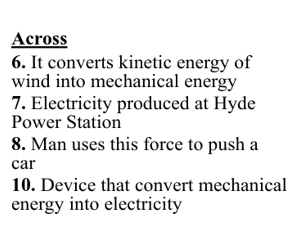 Across
6. It converts kinetic energy of
wind into mechanical energy
7. Electricity produced at Hyde
Power Station
8. Man uses this force to push a
car
10. Device that convert mechanical
energy into electricity